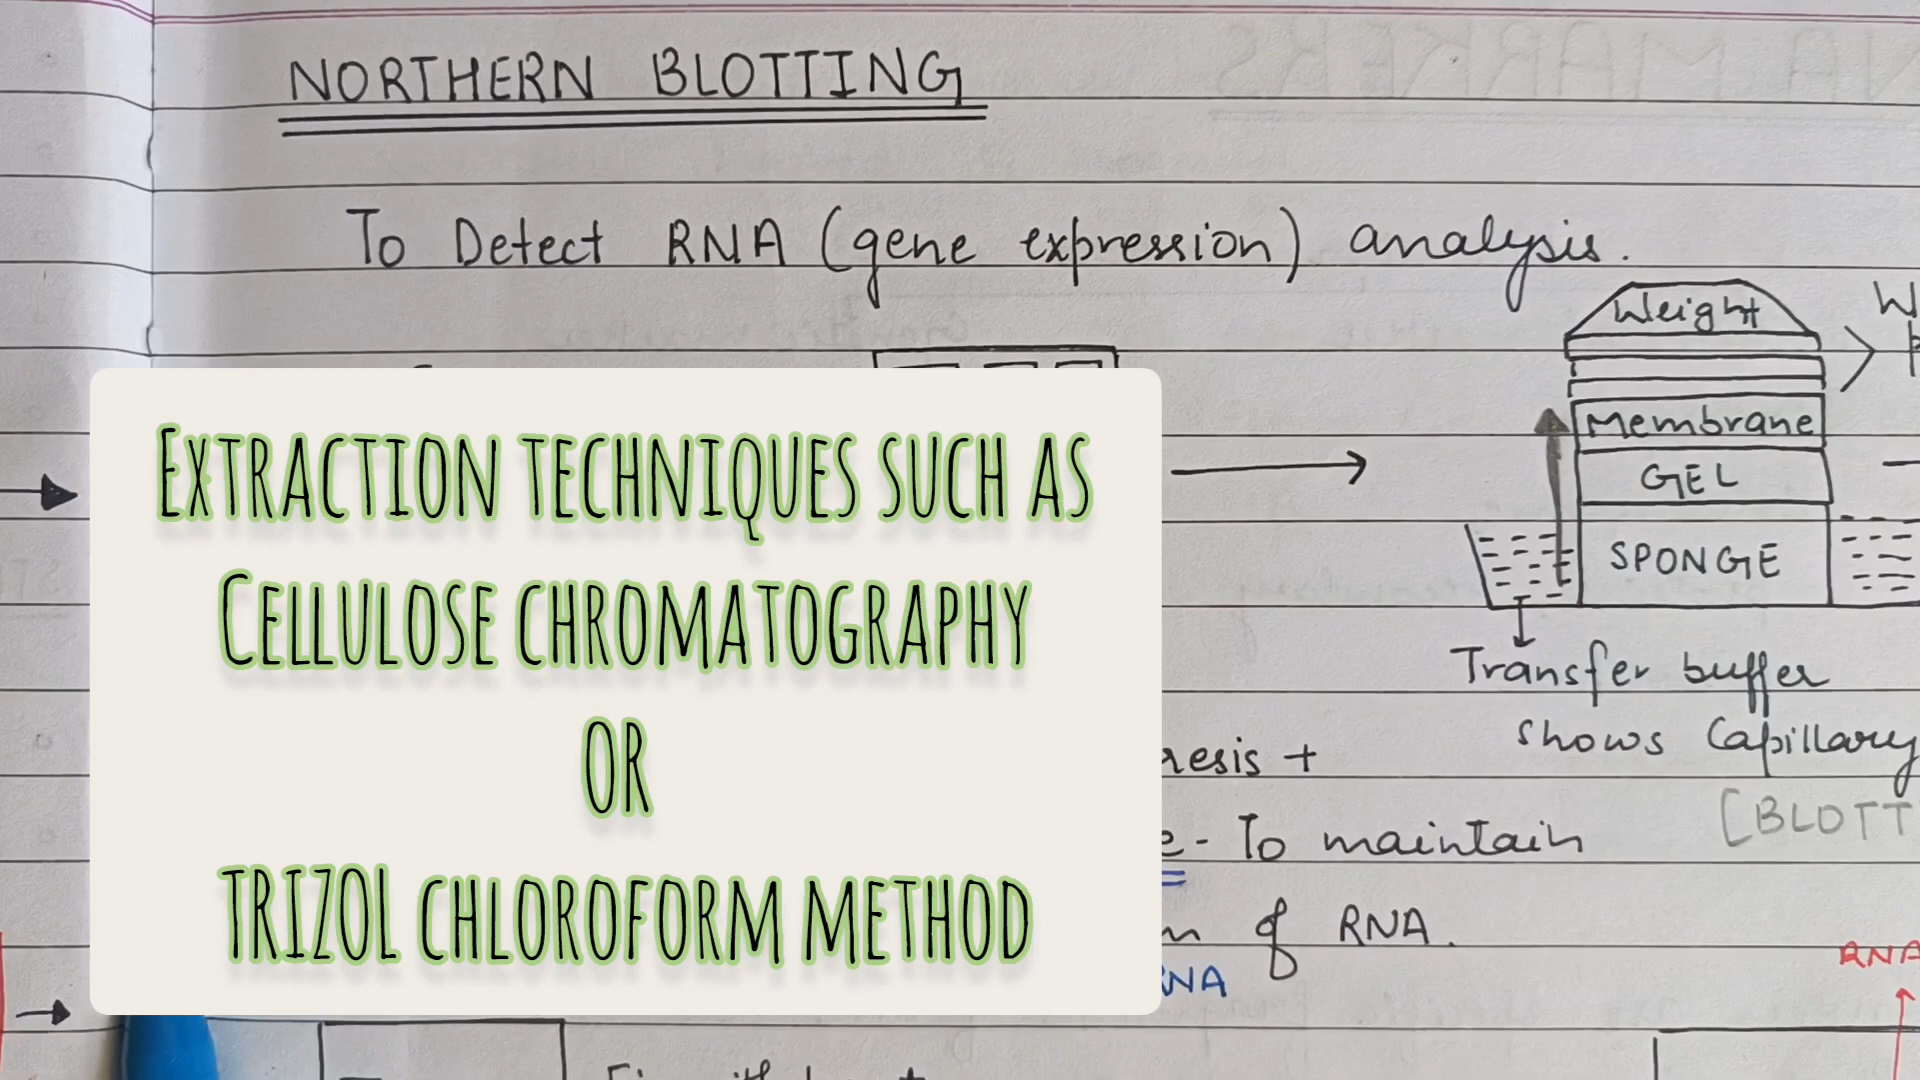 NORTHERN BLOTTING
To Detect RNA (gene expression) analysis.
Weight
Membrane
GEL
SPONGE
Transfer buffer
shows Capillary
[BLOTT
resis +
e - To maintain
n of RNA.
RNA
NA
EXTRACTION TECHNIQUES SUCH AS
CELLULOSE CHROMATOGRAPHY
OR
TRIZOL CHLOROFORM METHOD